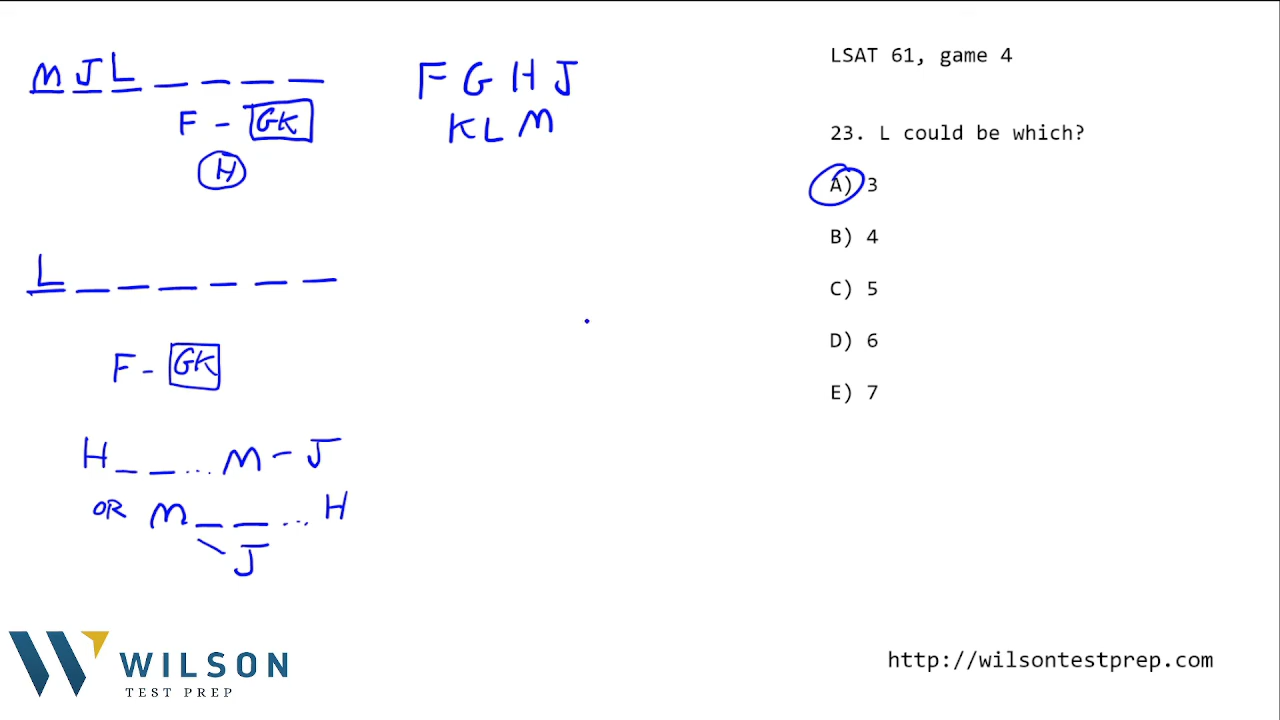 M J L _ _ _ _
F - GK
H
F G H J
K L M
L _ _ _ _ _ _
F - GK
H _ _ ... M - J
OR M _ _ ... H
J
LSAT 61, game 4
23. L could be which?
A) 3
B) 4
C) 5
D) 6
E) 7
WILSON
TEST PREP
http://wilsontestprep.com